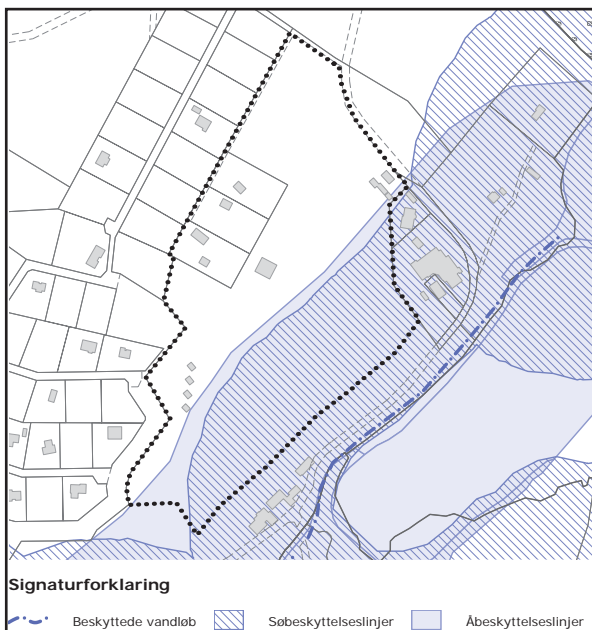 Signaturforklaring
Beskyttede vandløb Søbeskyttelseslinjer Åbeskyttelseslinjer